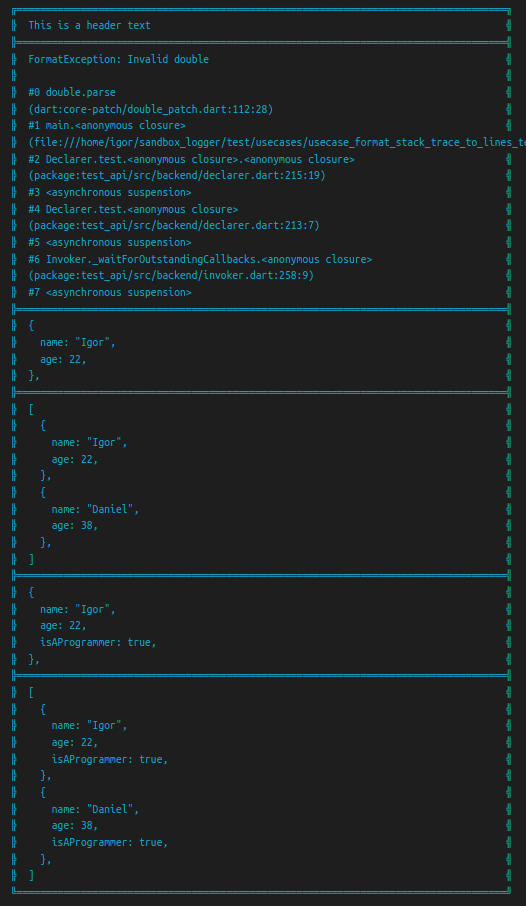 This is a header text
FormatException: Invalid double
#0 double.parse
(dart:core-patch/double_patch.dart:112:28)
#1 main.<anonymous closure>
(file:///home/igor/sandbox_logger/test/usecases/usecase_format_stack_trace_to_lines_t
#2 Declarer.test.<anonymous closure>.<anonymous closure>
(package:test_api/src/backend/declarer.dart:215:19)
#3 <asynchronous suspension>
#4 Declarer.test.<anonymous closure>
(package:test_api/src/backend/declarer.dart:213:7)
#5 <asynchronous suspension>
#6 Invoker._waitForOutstandingCallbacks.<anonymous closure>
(package:test_api/src/backend/invoker.dart:258:9)
#7 <asynchronous suspension>
{
name: "Igor",
age: 22,
},
[
{
name: "Igor",
age: 22,
},
{
name: "Daniel",
age: 38,
},
]
{
name: "Igor",
age: 22,
isAProgrammer: true,
},
[
{
name: "Igor",
age: 22,
isAProgrammer: true,
},
{
name: "Daniel",
age: 38,
isAProgrammer: true,
},
]